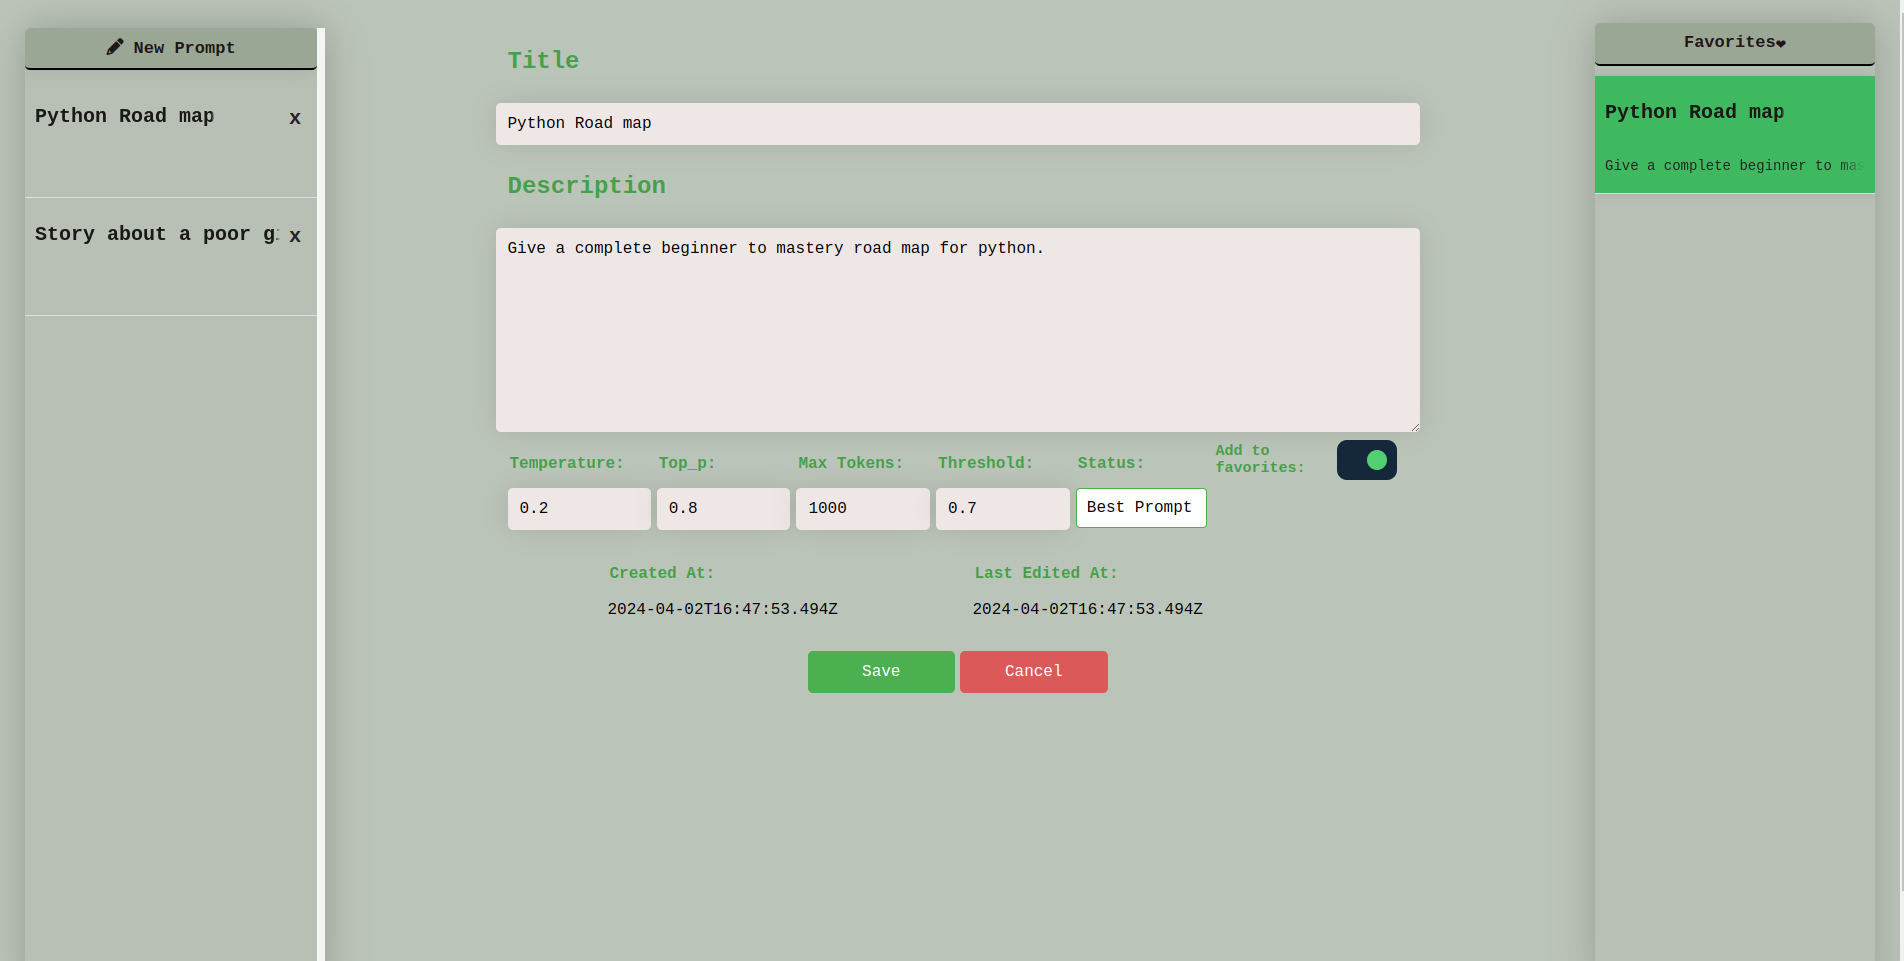 New Prompt
Python Road map
x
Story about a poor
x
Title
Python Road map
Description
Give a complete beginner to mastery road map for python.
Temperature:
Top_p:
Max Tokens:
Threshold:
Status:
Add to
favorites:
0.2
0.8
1000
0.7
Best Prompt
Created At:
Last Edited At:
2024-04-02T16:47:53.494Z
2024-04-02T16:47:53.494Z
Save
Cancel
Favorites❤
Python Road map
Give a complete beginner to mas